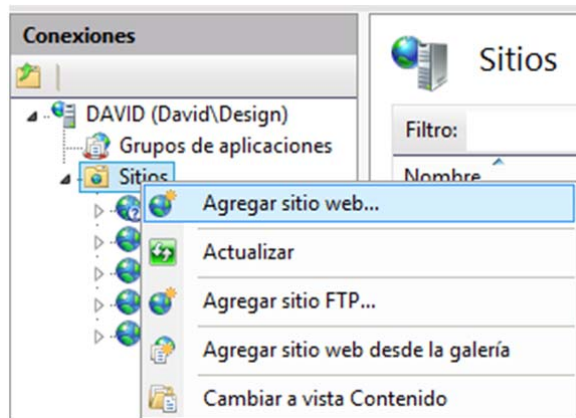 Conexiones
DAVID (David\Design)
Grupos de aplicaciones
Sitios
Agregar sitio web...
Actualizar
Agregar sitio FTP...
Agregar sitio web desde la galería
Cambiar a vista Contenido
Sitios
Filtro:
Nombre